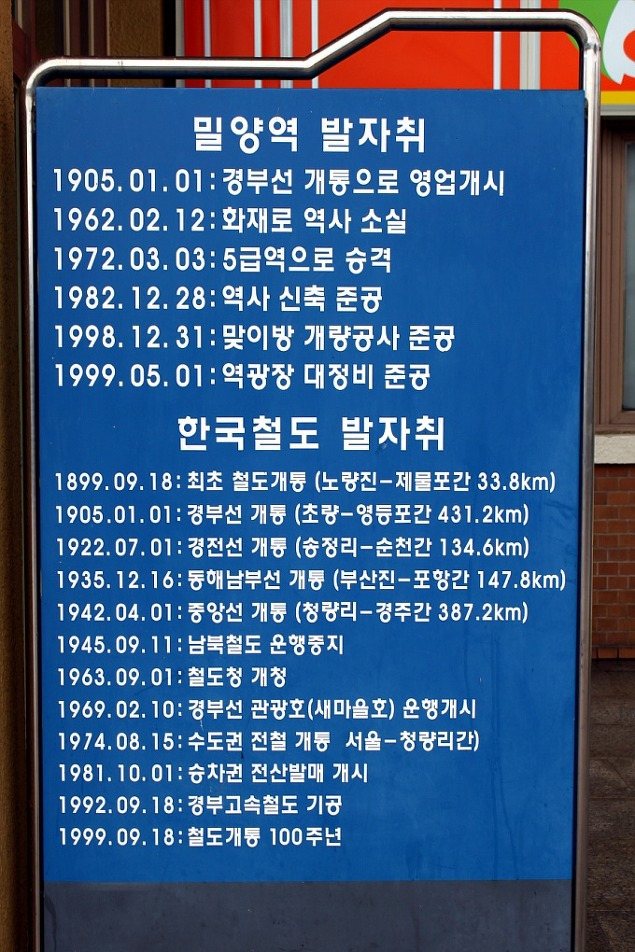 밀양역 발자취
1905.01.01:경부선 개통으로 영업개시
1962.02.12:화재로 역사 소실
1972.03.03:5급역으로 승격
1982.12.28:역사 신축 준공
1998.12.31:맞이방 개량공사 준공
1999.05.01:역광장 대정비 준공
한국철도 발자취
1899.09.18:최초 철도개통 (노량진-제물포간 33.8km)
1905.01.01:경부선 개통 (초량-영등포간 431.2km)
1922.07.01:경전선 개통 (송정리-순천간 134.6km)
1935.12.16:동해남부선 개통 (부산진-포항간 147.8km)
1942.04.01:중앙선 개통 (청량리-경주간 387.2km)
1945.09.11:남북철도 운행중지
1963.09.01:철도청 개청
1969.02.10:경부선 관광호(새마을호) 운행개시
1974.08.15:수도권 전철 개통 서울-청량리간)
1981.10.01:승차권 전산발매 개시
1992.09.18:경부고속철도 기공
1999.09.18:철도개통 100주년